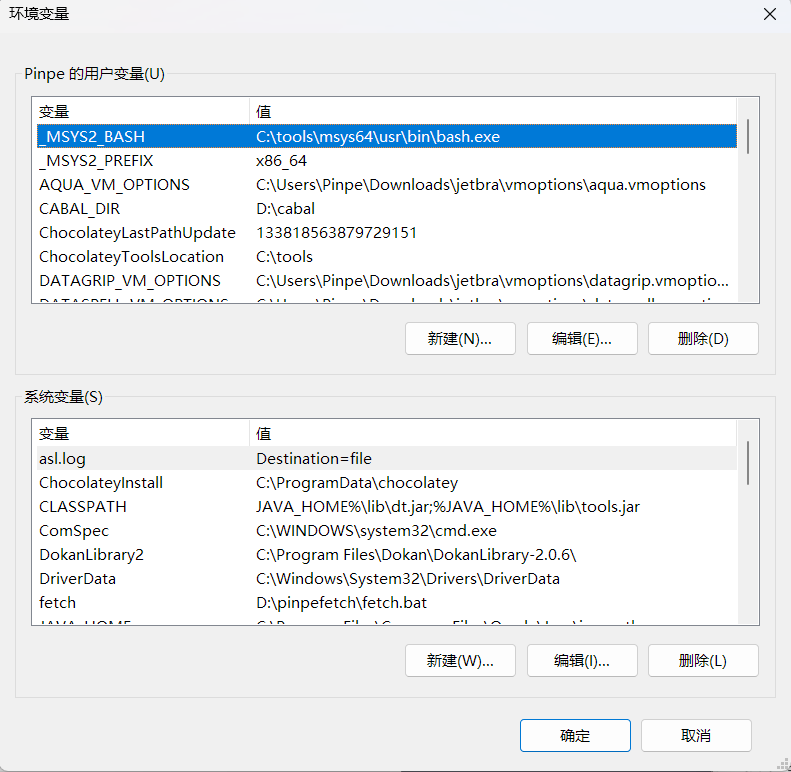 环境变量
Pinpe 的用户变量(U)
变量 值
_MSYS2_BASH C:\tools\msys64\usr\bin\bash.exe
_MSYS2_PREFIX x86_64
AQUA_VM_OPTIONS C:\Users\Pinpe\Downloads\jetbra\vmoptions\aqua.vmoptions
CABAL_DIR D:\cabal
ChocolateyLastPathUpdate 133818563879729151
ChocolateyToolsLocation C:\tools
DATAGRIP_VM_OPTIONS C:\Users\Pinpe\Downloads\jetbra\vmoptions\datagrip.vmoptio...
新建(N)... 编辑(E)... 删除(D)
系统变量(S)
变量 值
asl.log Destination=file
ChocolateyInstall C:\ProgramData\chocolatey
CLASSPATH JAVA_HOME%\lib\dt.jar;%JAVA_HOME%\lib\tools.jar
ComSpec C:\WINDOWS\system32\cmd.exe
DokanLibrary2 C:\Program Files\Dokan\DokanLibrary-2.0.6\
DriverData C:\Windows\System32\Drivers\DriverData
fetch D:\pinpefetch\fetch.bat
新建(W)... 编辑(I)... 删除(L)
确定 取消